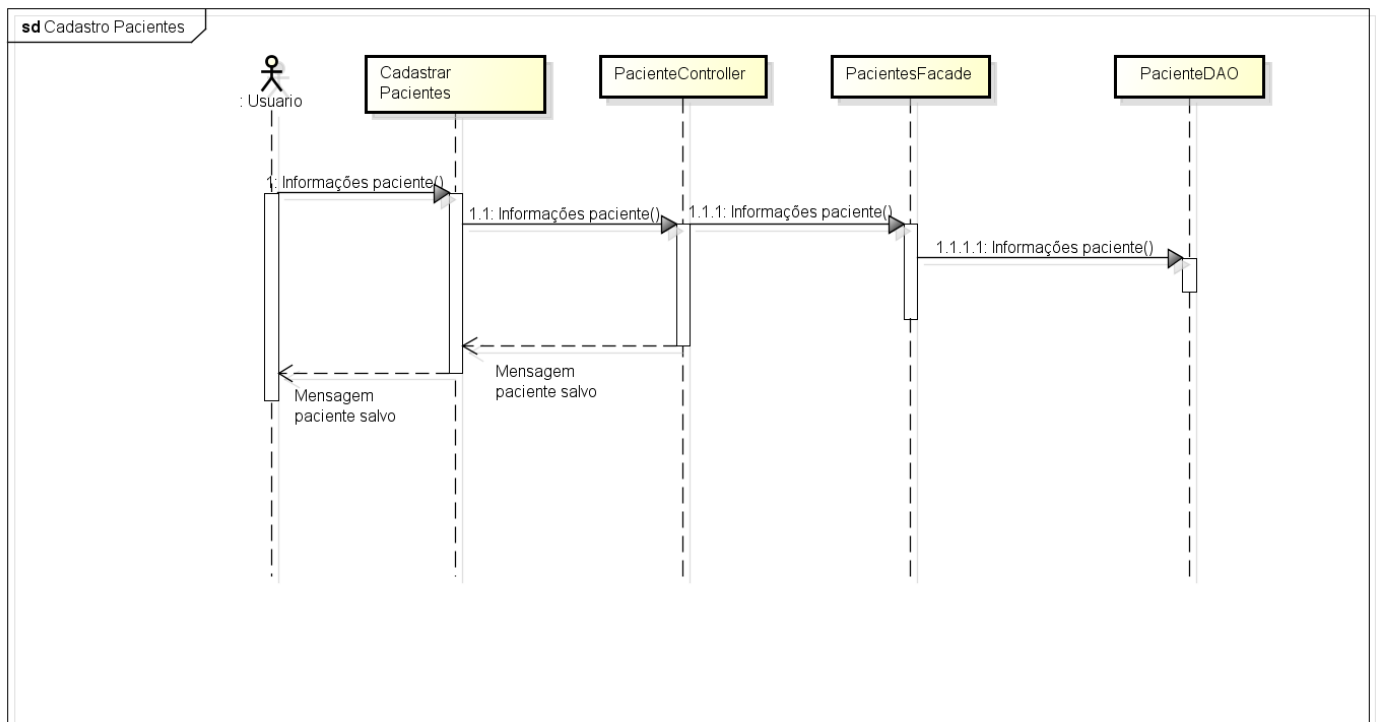 sd Cadastro Pacientes
: Usuario
Cadastrar
Pacientes
PacienteController
PacientesFacade
PacienteDAO
1: Informações paciente()
1.1: Informações paciente()
1.1.1: Informações paciente()
1.1.1.1: Informações paciente()
Mensagem
paciente salvo
Mensagem
paciente salvo